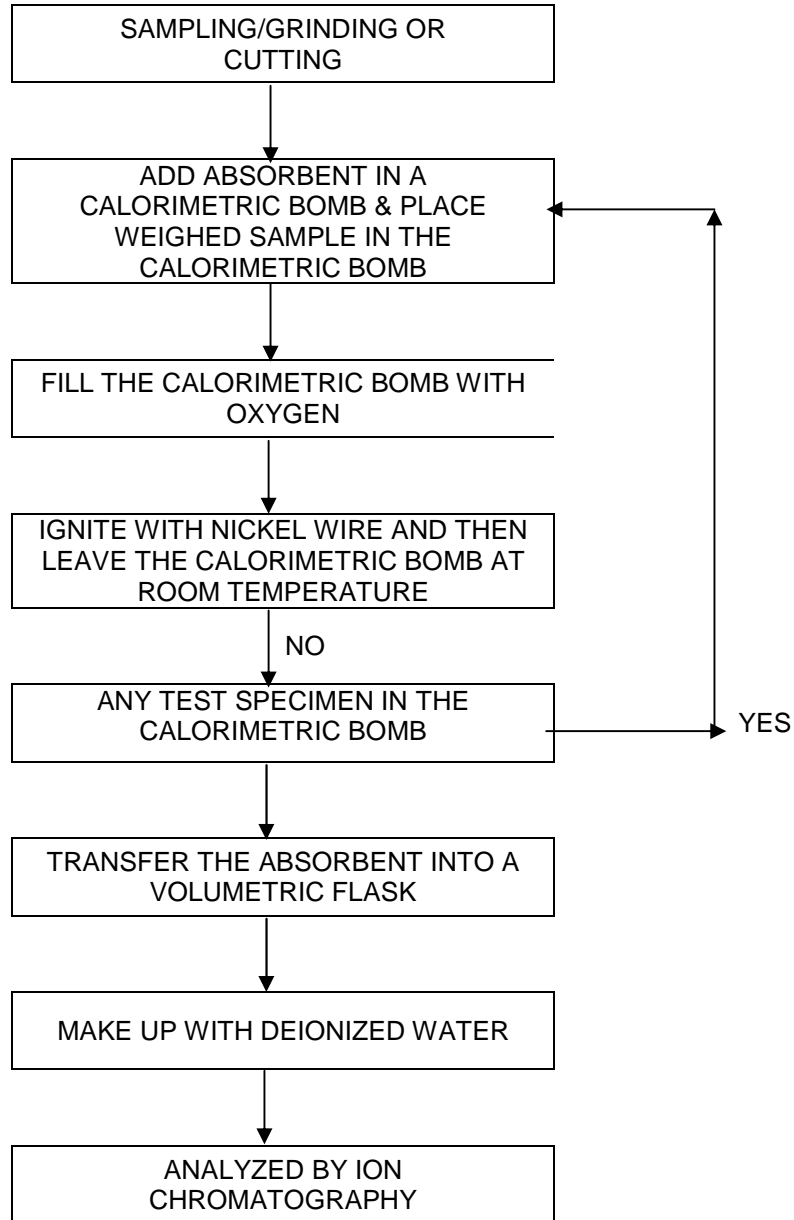 SAMPLING/GRINDING OR
CUTTING
ADD ABSORBENT IN A
CALORIMETRIC BOMB & PLACE
WEIGHED SAMPLE IN THE
CALORIMETRIC BOMB
FILL THE CALORIMETRIC BOMB WITH
OXYGEN
IGNITE WITH NICKEL WIRE AND THEN
LEAVE THE CALORIMETRIC BOMB AT
ROOM TEMPERATURE
NO
ANY TEST SPECIMEN IN THE
CALORIMETRIC BOMB
YES
TRANSFER THE ABSORBENT INTO A
VOLUMETRIC FLASK
MAKE UP WITH DEIONIZED WATER
ANALYZED BY ION
CHROMATOGRAPHY